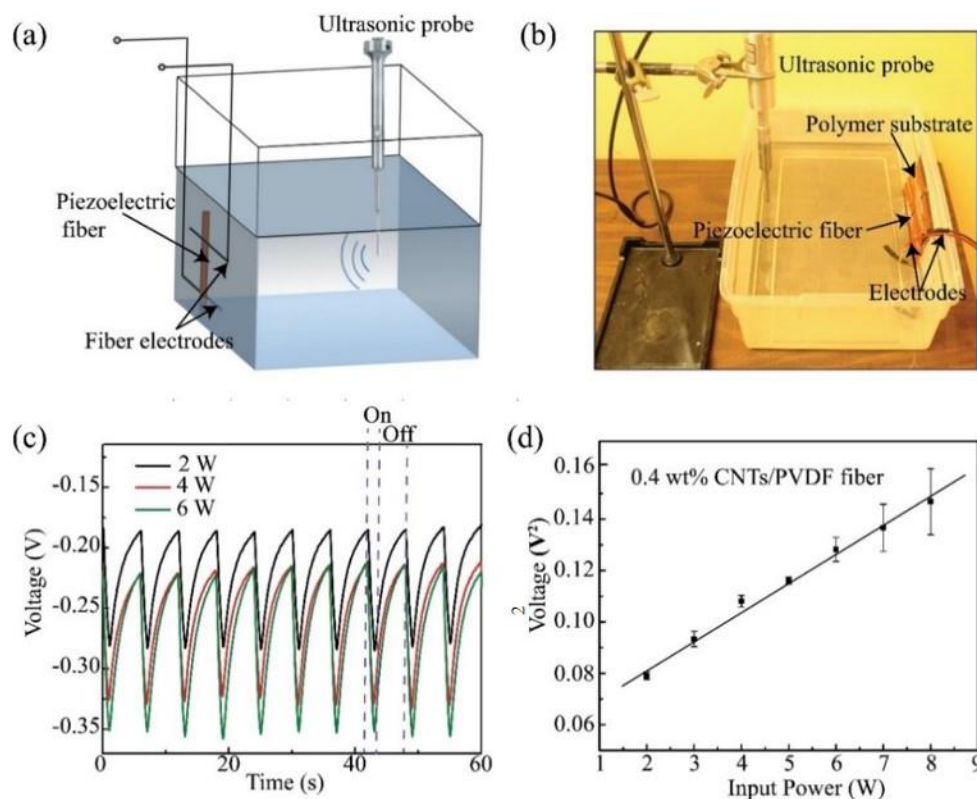 (a)
Ultrasonic probe
Piezoelectric
fiber
Fiber electrodes
(b)
Ultrasonic probe
Polymer substrate
Piezoelectric fiber
Electrodes
(c)
On
Off
2 W
4 W
6 W
-0.15
-0.20
-0.25
-0.30
-0.35
Voltage (V)
0 20 40 60
Time (s)
(d)
0.4 wt% CNTs/PVDF fiber
0.16
0.14
0.12
0.10
0.08
0.06
Voltage (V²)
2
1 2 3 4 5 6 7 8 9
Input Power (W)